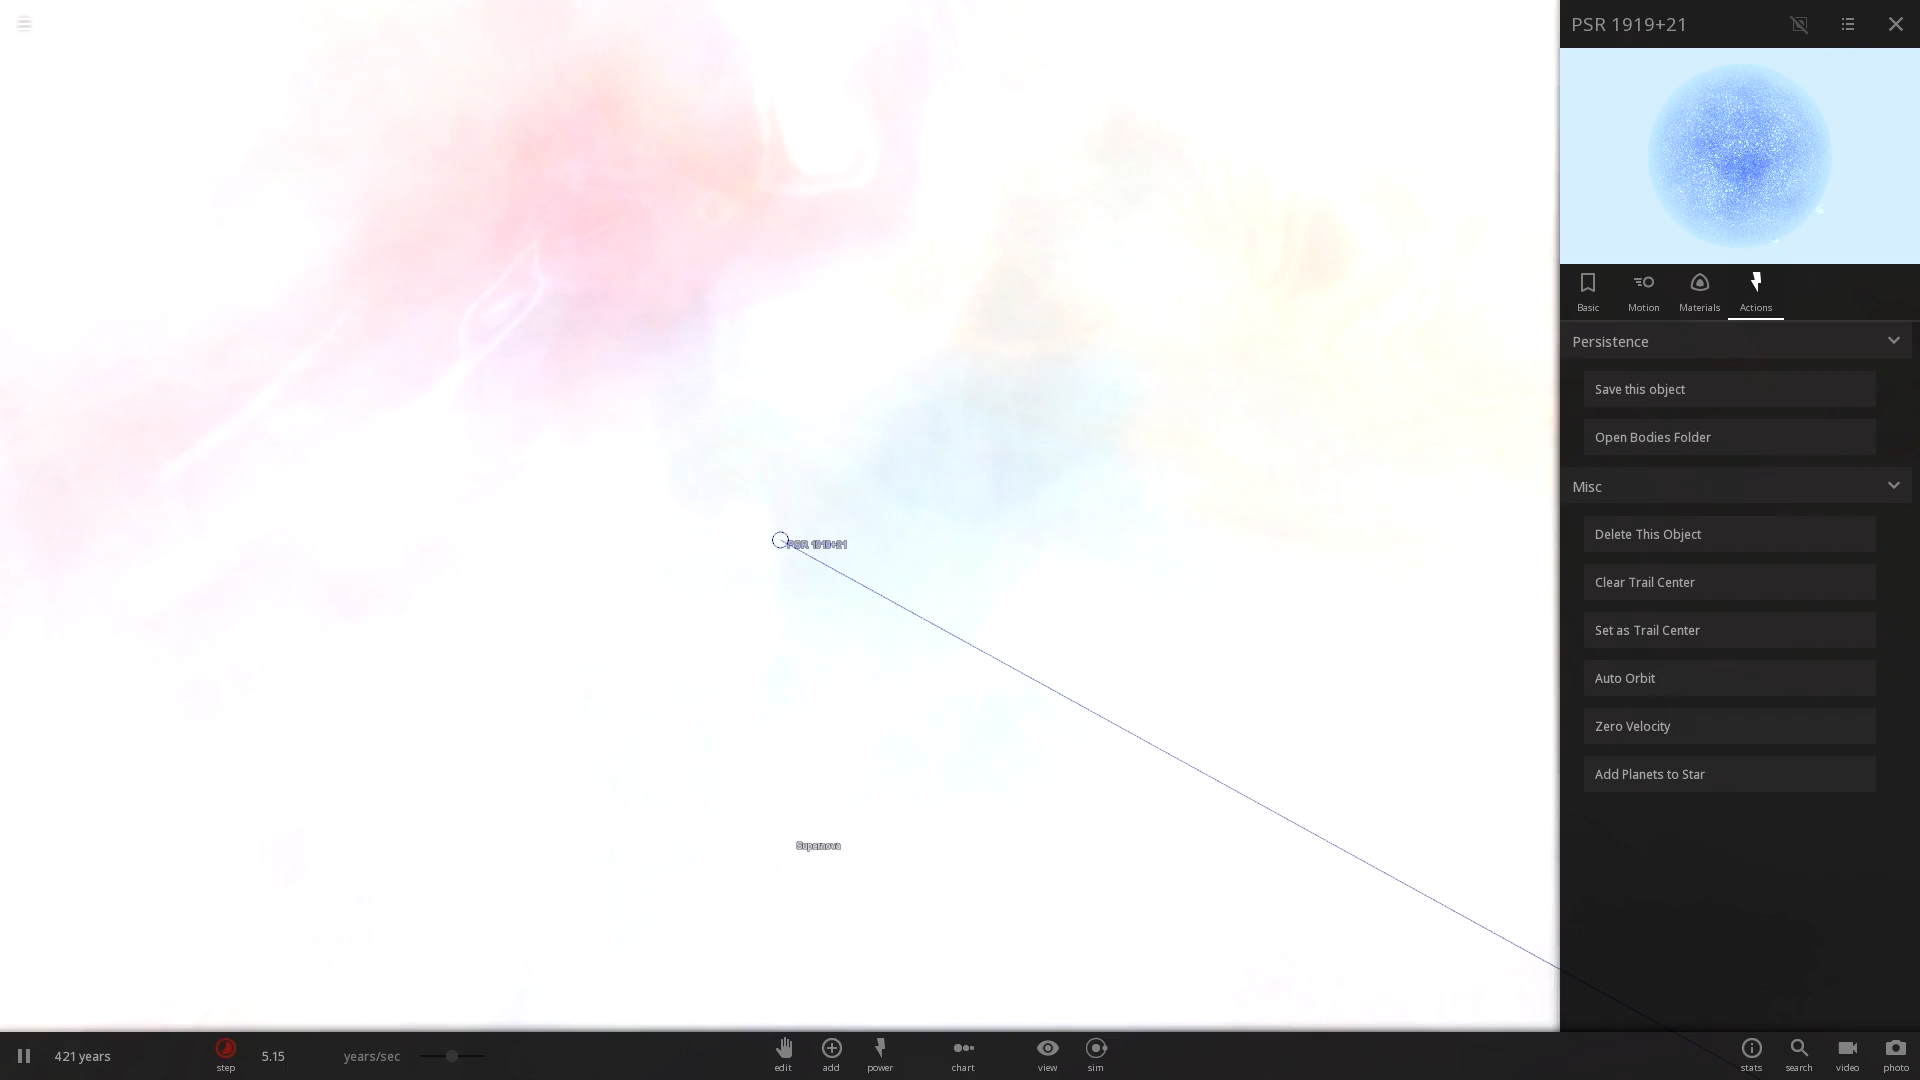 PSR 1919+21
Basic
Motion
Materials
Actions
Persistence
Save this object
Open Bodies Folder
Misc
Delete This Object
Clear Trail Center
Set as Trail Center
Auto Orbit
Zero Velocity
Add Planets to Star
PSR 1919+21
Supernova
421 years
step
5.15
years/sec
edit
add
power
chart
view
sim
stats
search
video
photo